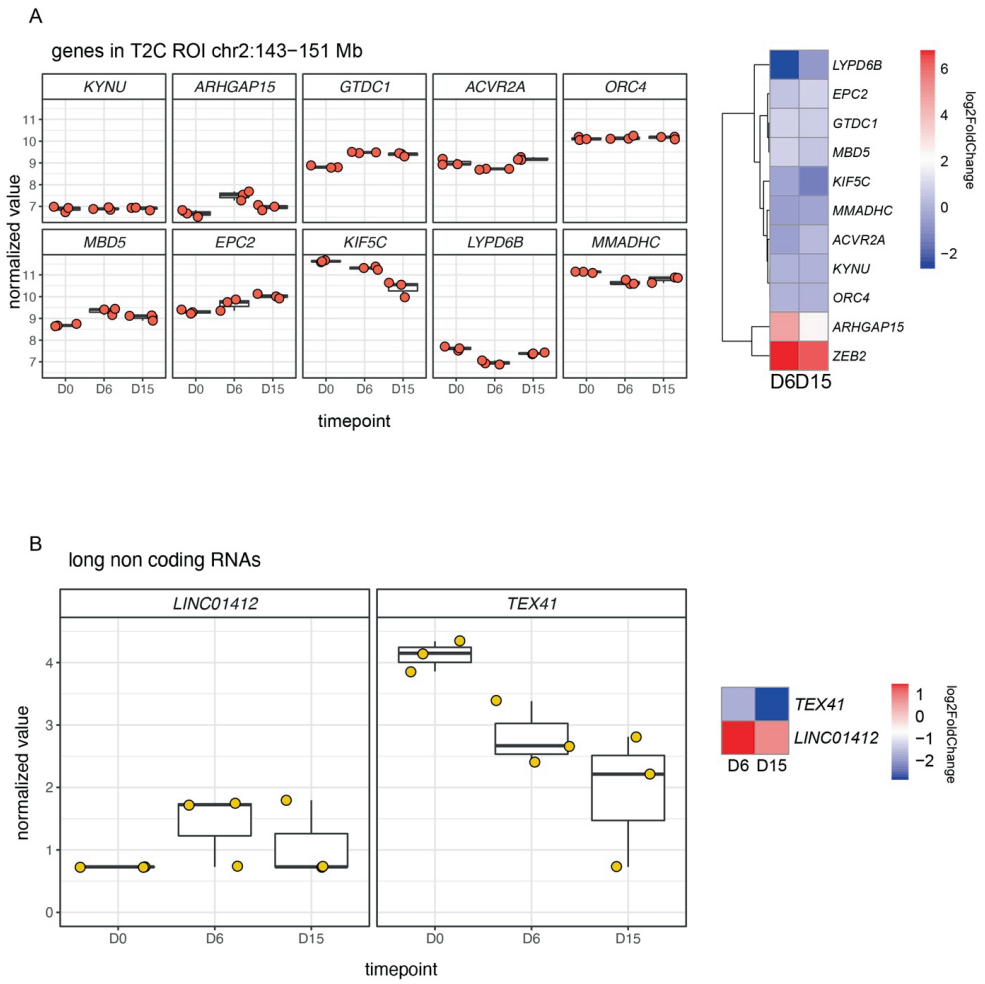 A
genes in T2C ROI chr2:143−151 Mb
KYNU ARHGAP15 GTDC1 ACVR2A ORC4
11
10
9
8
7
MBD5 EPC2 KIF5C LYPD6B MMADHC
11
10
9
8
7
normalized value
D0 D6 D15 D0 D6 D15 D0 D6 D15 D0 D6 D15 D0 D6 D15
timepoint
LYPD6B
EPC2
GTDC1
MBD5
KIF5C
MMADHC
ACVR2A
KYNU
ORC4
ARHGAP15
ZEB2
D6D15
6
4
2
0
−2
log2FoldChange
B
long non coding RNAs
LINC01412 TEX41
4
3
2
1
0
normalized value
D0 D6 D15 D0 D6 D15
timepoint
TEX41
LINC01412
D6 D15
1
0
−1
−2
log2FoldChange